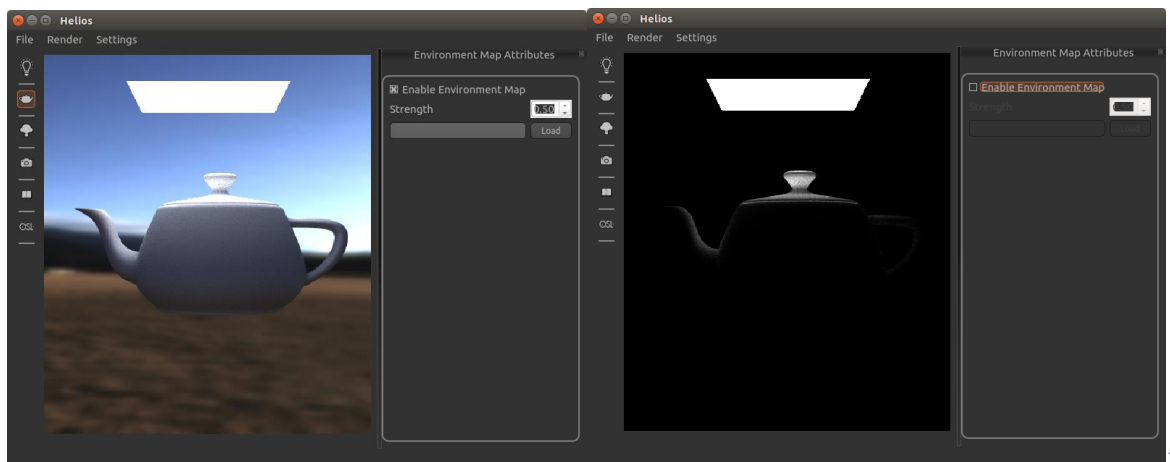 Helios
File Render Settings
Environment Map Attributes
Enable Environment Map
Strength 0.50
Load
OSL
Helios
File Render Settings
Environment Map Attributes
Enable Environment Map
Strength
Load
OSL